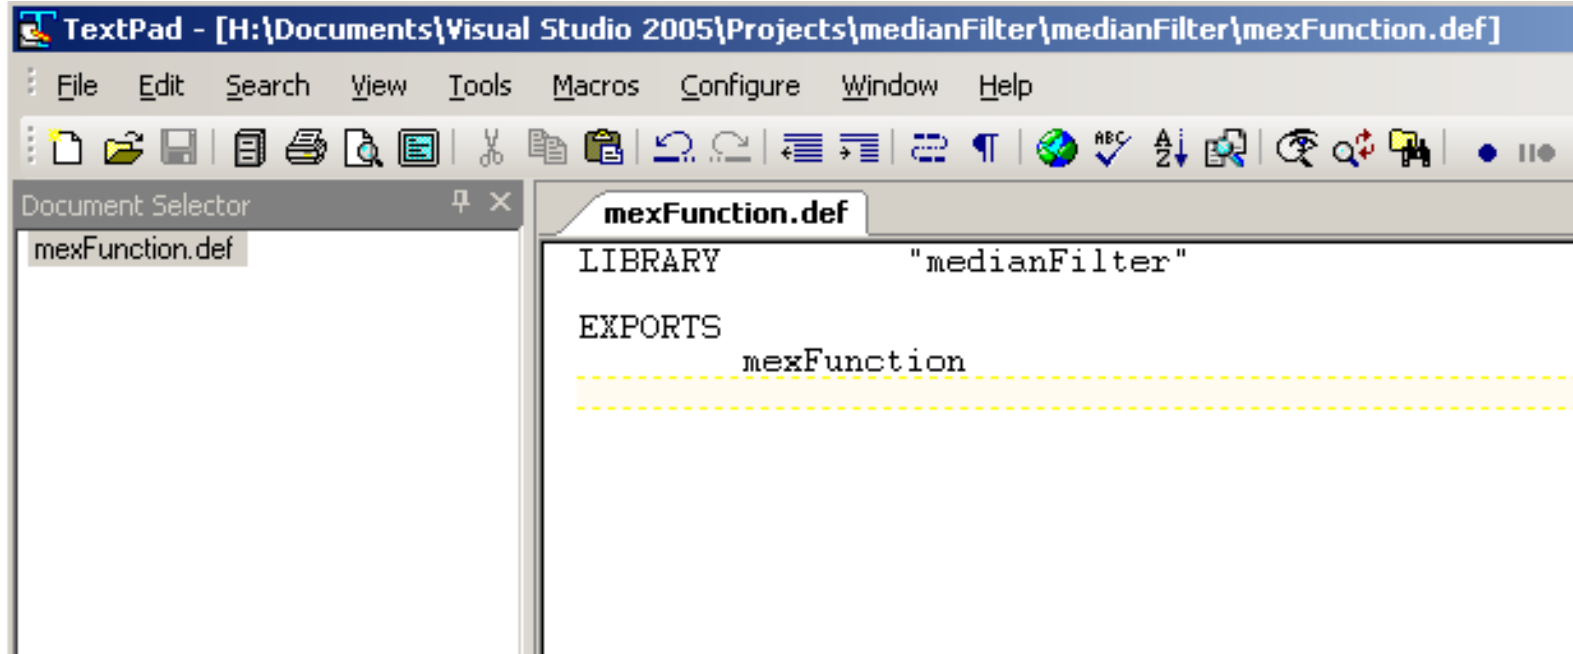 TextPad - [H:\Documents\Visual Studio 2005\Projects\medianFilter\medianFilter\mexFunction.def]
File Edit Search View Tools Macros Configure Window Help
ABC
A
Z
Document Selector
mexFunction.def
mexFunction.def
LIBRARY "medianFilter"
EXPORTS
mexFunction